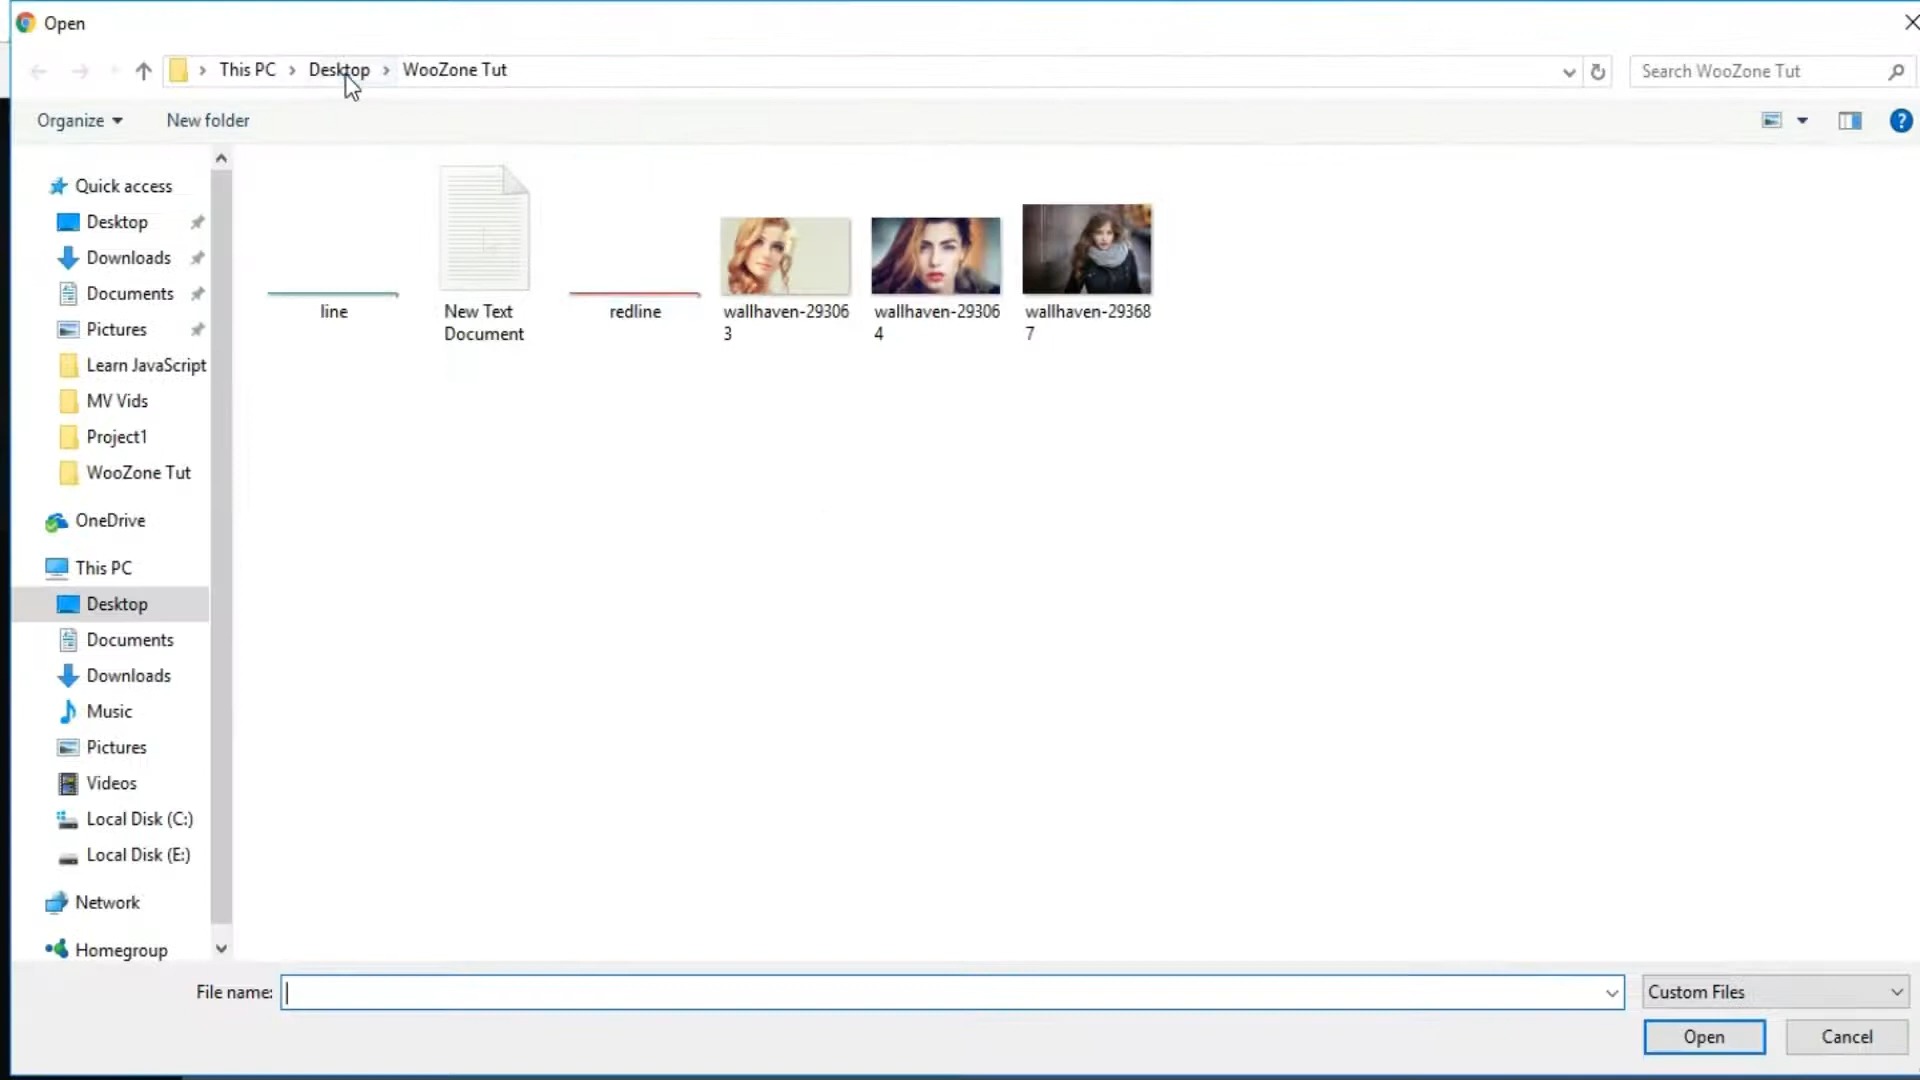 Open
This PC > Desktop > WooZone Tut
Search WooZone Tut
Organize
New folder
?
Quick access
Desktop
Downloads
Documents
Pictures
Learn JavaScript
MV Vids
Project1
WooZone Tut
OneDrive
This PC
Desktop
Documents
Downloads
Music
Pictures
Videos
Local Disk (C:)
Local Disk (E:)
Network
Homegroup
line
New Text
Document
redline
wallhaven-29306
3
wallhaven-29306
4
wallhaven-29368
7
File name:
Custom Files
Open
Cancel